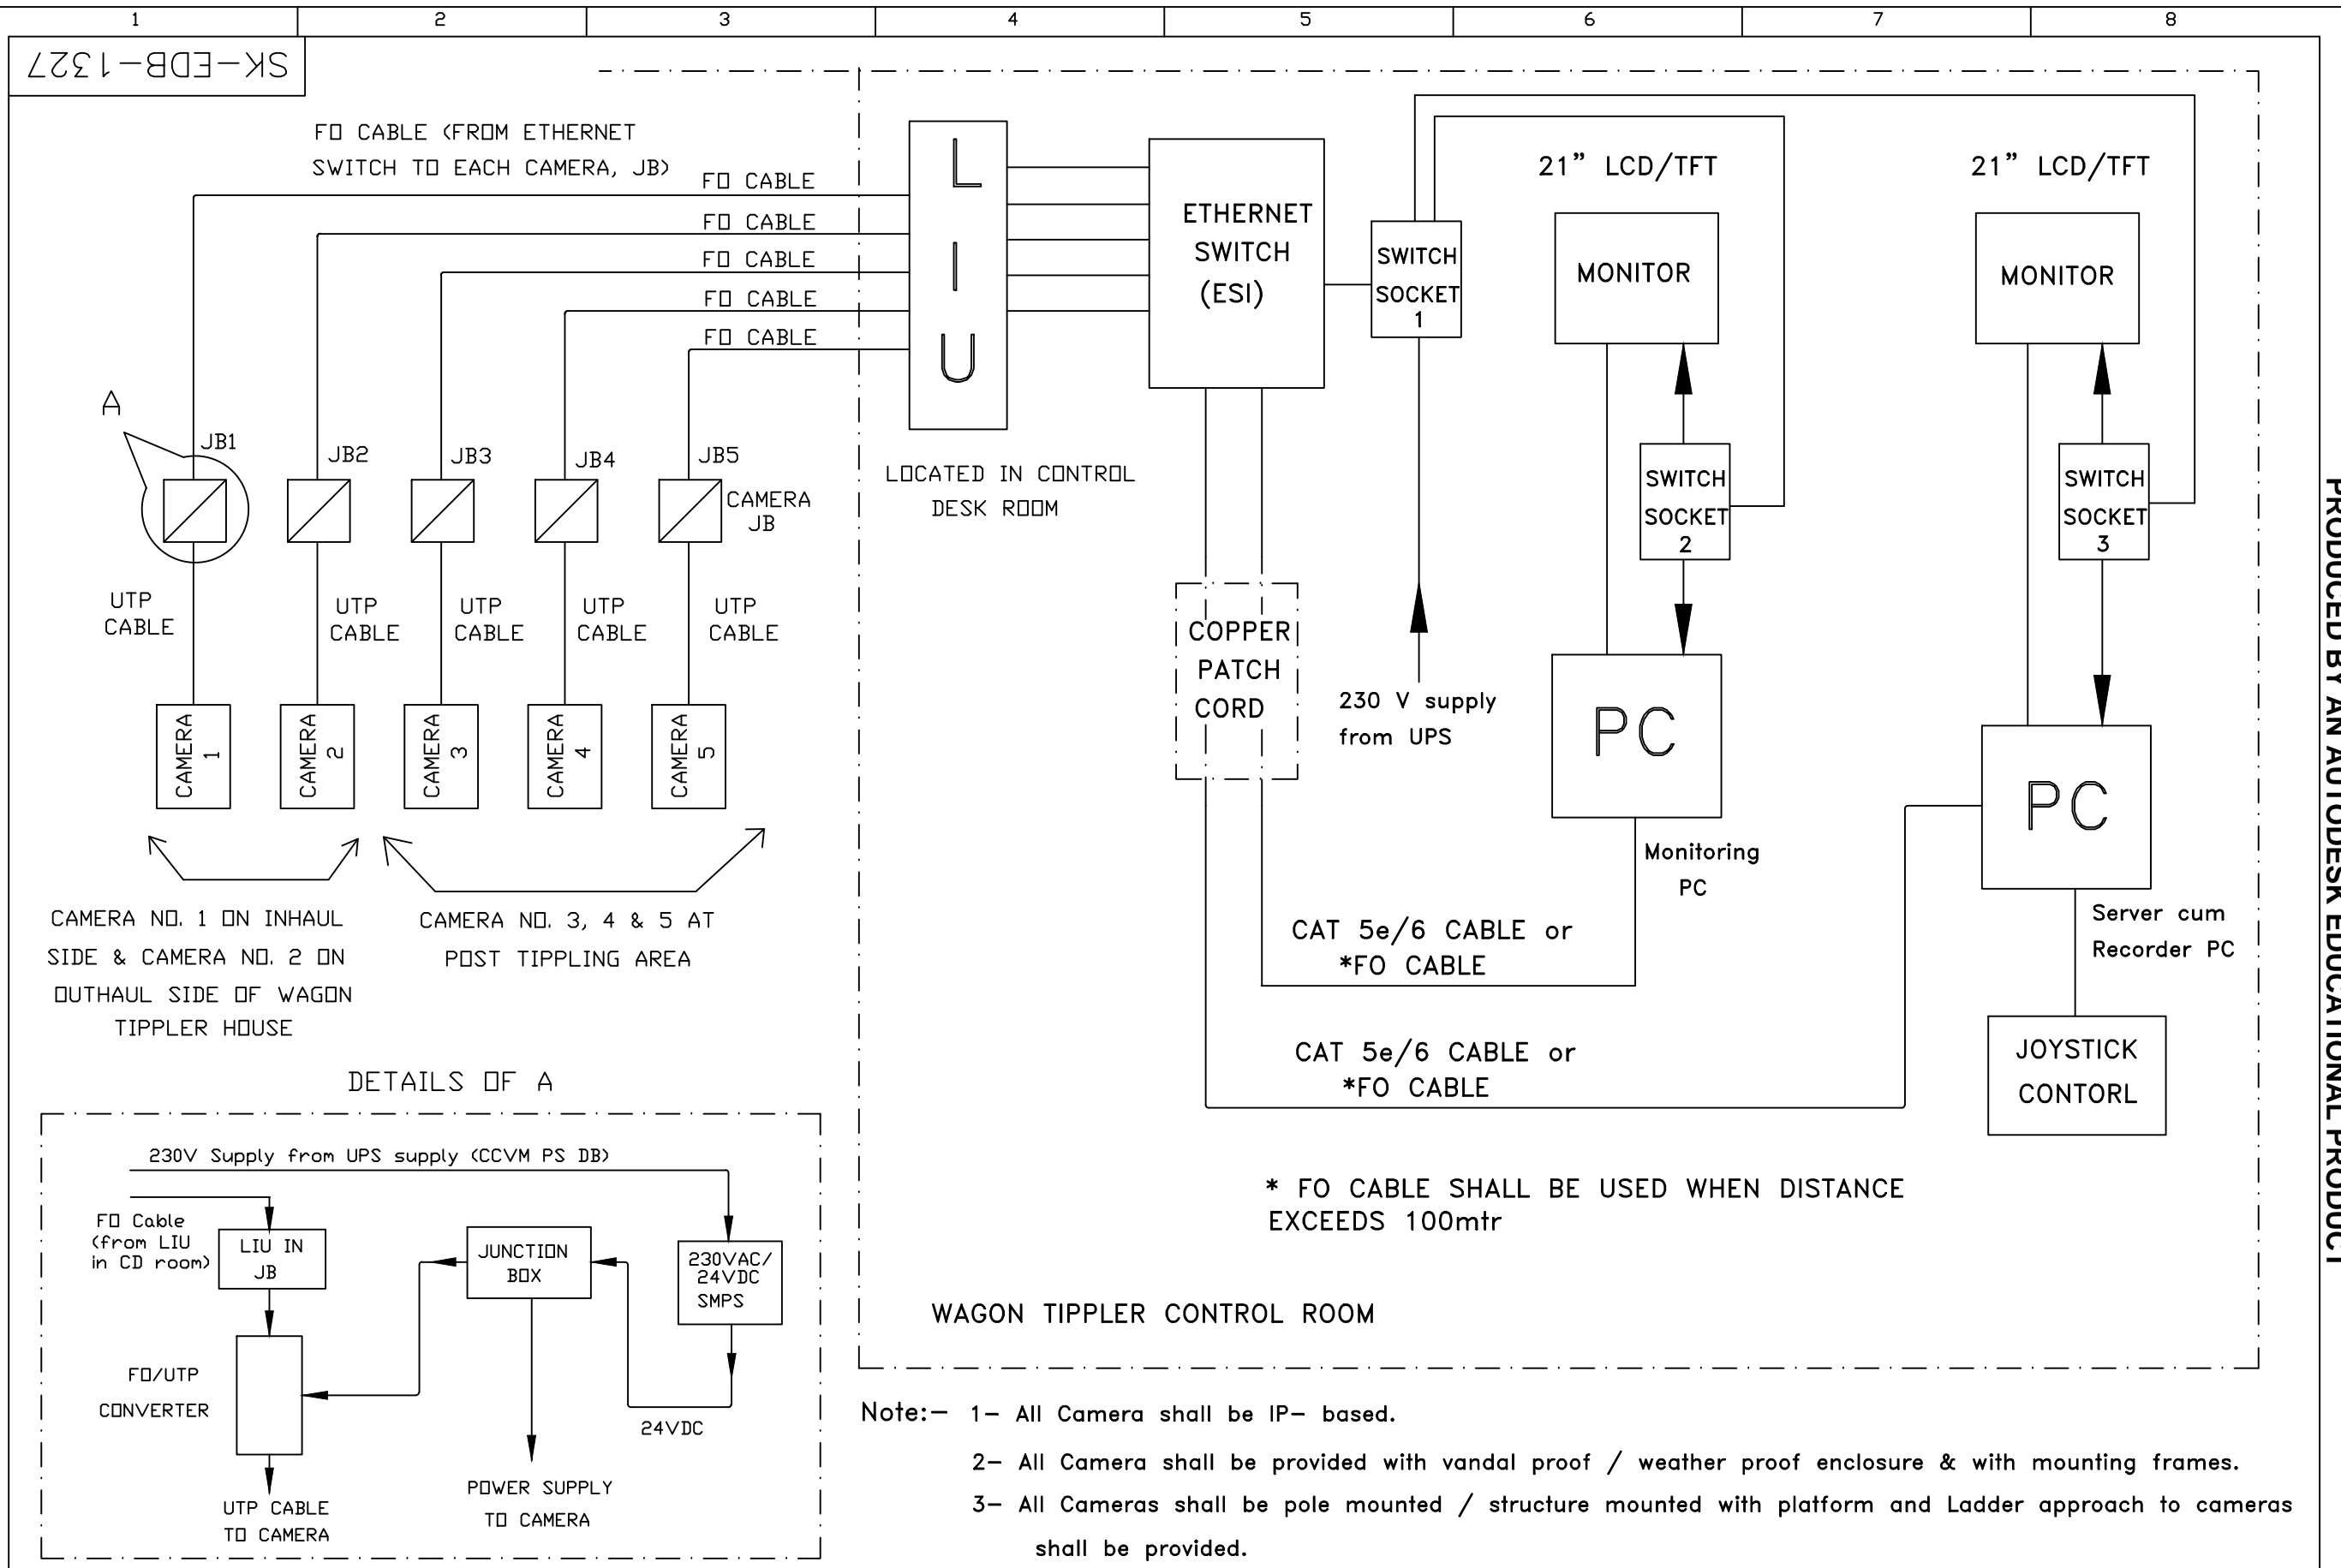 1 2 3 4 5 6 7 8
SK-EDB-1327
FO CABLE (FROM ETHERNET
SWITCH TO EACH CAMERA, JB)
FO CABLE
FO CABLE
FO CABLE
FO CABLE
FO CABLE
A
JB1
JB2
JB3
JB4
JB5
CAMERA
JB
UTP
CABLE
UTP
CABLE
UTP
CABLE
UTP
CABLE
UTP
CABLE
CAMERA
1
CAMERA
2
CAMERA
3
CAMERA
4
CAMERA
5
CAMERA NO. 1 ON INHAUL
SIDE & CAMERA NO. 2 ON
OUTHAUL SIDE OF WAGON
TIPPLER HOUSE
CAMERA NO. 3, 4 & 5 AT
POST TIPPLING AREA
LIU
LOCATED IN CONTROL
DESK ROOM
ETHERNET
SWITCH
(ESI)
SWITCH
SOCKET
1
21" LCD/TFT
MONITOR
21" LCD/TFT
MONITOR
SWITCH
SOCKET
2
SWITCH
SOCKET
3
COPPER
PATCH
CORD
230 V supply
from UPS
PC
Monitoring
PC
PC
Server cum
Recorder PC
JOYSTICK
CONTORL
CAT 5e/6 CABLE or
*FO CABLE
CAT 5e/6 CABLE or
*FO CABLE
* FO CABLE SHALL BE USED WHEN DISTANCE
EXCEEDS 100mtr
WAGON TIPPLER CONTROL ROOM
DETAILS OF A
230V Supply from UPS supply (CCVM PS DB)
FO Cable
(from LIU
in CD room)
LIU IN
JB
JUNCTION
BOX
230VAC/
24VDC
SMPS
FO/UTP
CONVERTER
24VDC
POWER SUPPLY
TO CAMERA
UTP CABLE
TO CAMERA
Note:- 1- All Camera shall be IP- based.
2- All Camera shall be provided with vandal proof / weather proof enclosure & with mounting frames.
3- All Cameras shall be pole mounted / structure mounted with platform and Ladder approach to cameras
shall be provided.
PRODUCED BY AN AUTODESK EDUCATIONAL PRODUCT